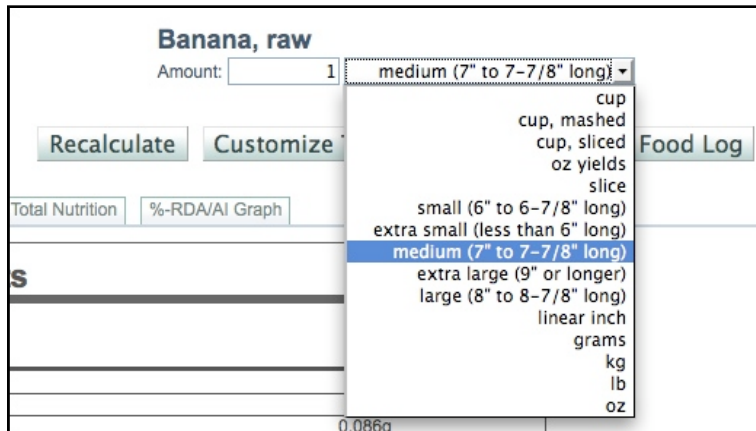 Banana, raw
Amount: 1 medium (7" to 7-7/8" long)
cup
cup, mashed
cup, sliced
oz yields
slice
small (6" to 6-7/8" long)
extra small (less than 6" long)
medium (7" to 7-7/8" long)
extra large (9" or longer)
large (8" to 8-7/8" long)
linear inch
grams
kg
lb
oz
Recalculate Customize Food Log
Total Nutrition %-RDA/AI Graph
s
0.086g